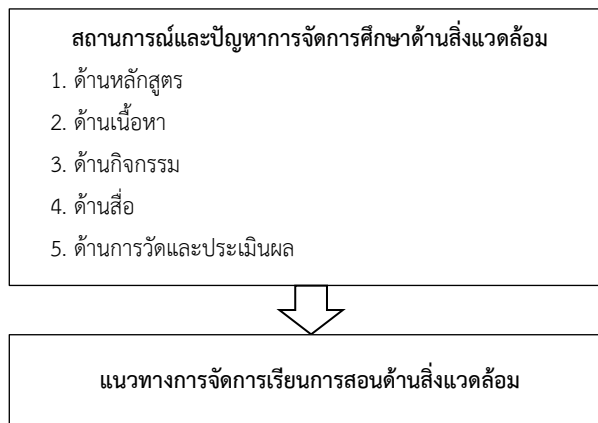 สถานการณ์และปัญหาการจัดการศึกษาด้านสิ่งแวดล้อม
1. ด้านหลักสูตร
2. ด้านเนื้อหา
3. ด้านกิจกรรม
4. ด้านสื่อ
5. ด้านการวัดและประเมินผล
แนวทางการจัดการเรียนการสอนด้านสิ่งแวดล้อม